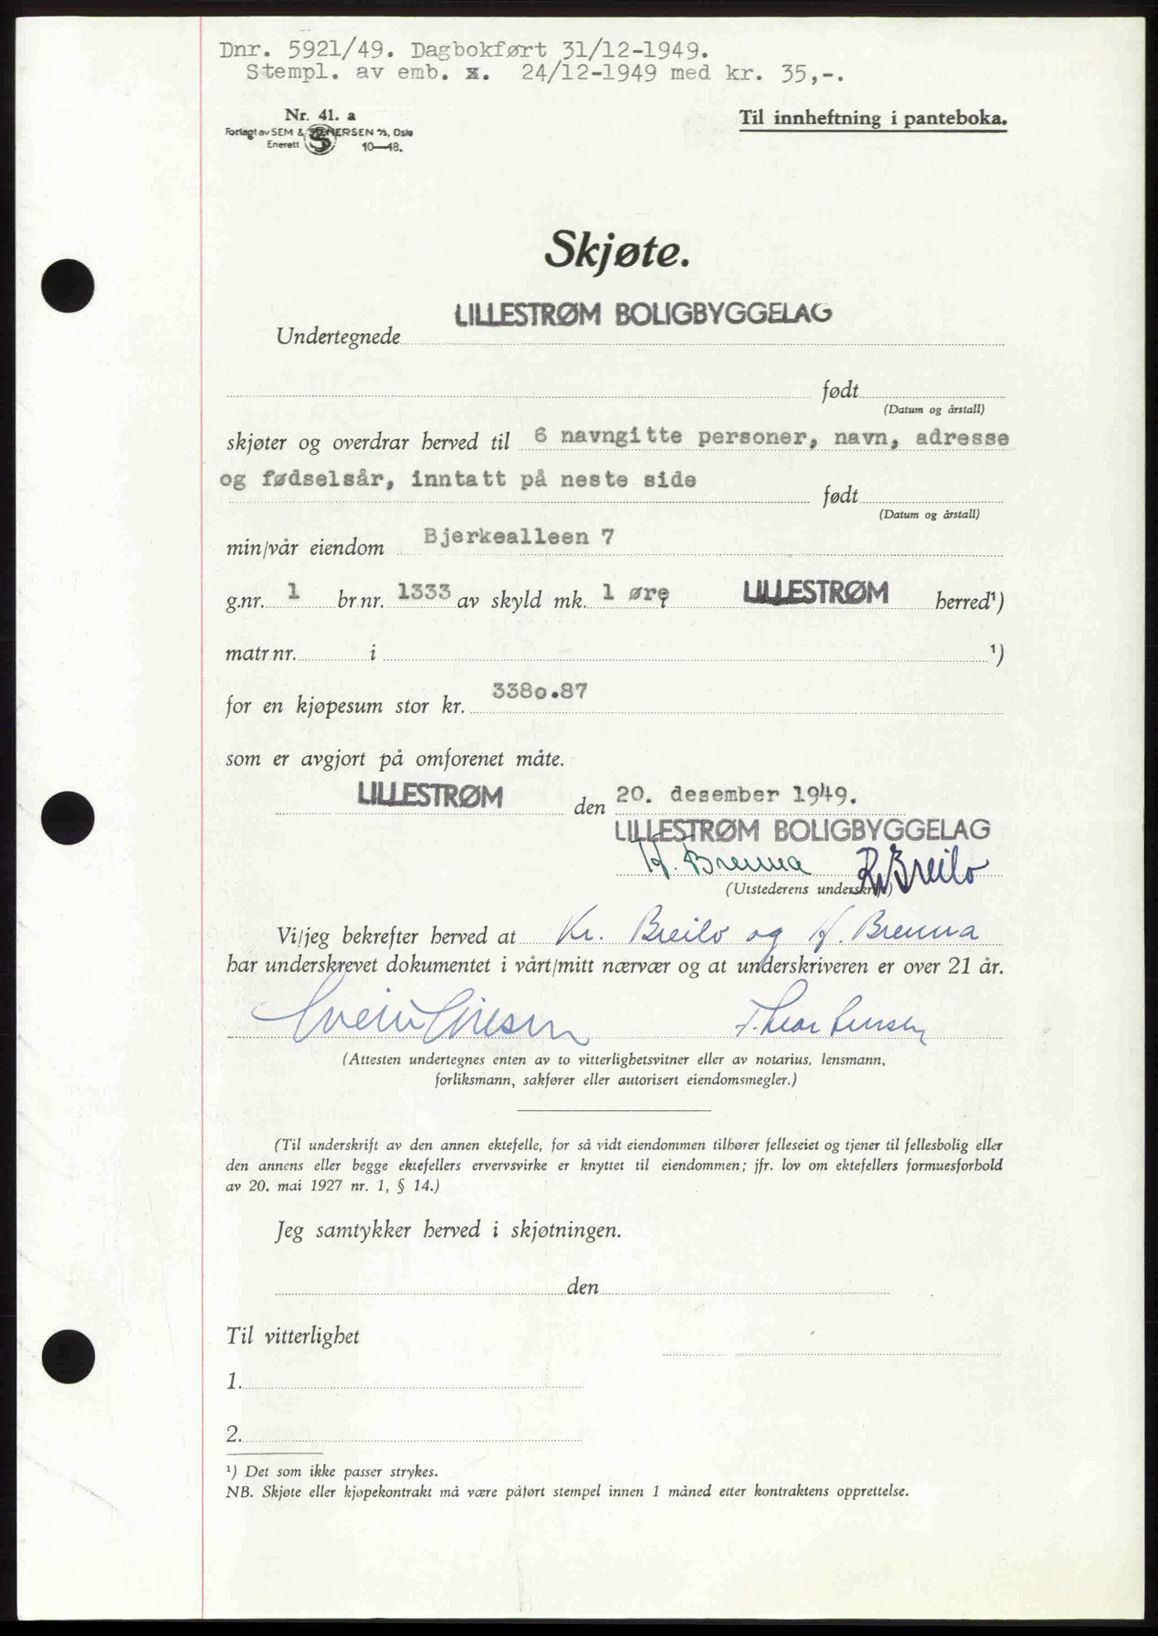 Dnr. 5921/49. Dagbokført 31/12-1949.
Stempl. av emb. x. 24/12-1949 med kr. 35,-.
Nr. 41. a
Forlagt av SEM & STENERSEN A/S, Oslo
Enerett 10—48.
Til innheftning i panteboka.
Skjøte.
Undertegnede LILLESTRØM BOLIGBYGGELAG
født
(Datum og årstall)
skjøter og overdrar herved til 6 navngitte personer, navn, adresse
og fødselsår, inntatt på neste side født
(Datum og årstall)
min/vår eiendom Bjerkealleen 7
g.nr. 1 br.nr. 1333 av skyld mk. 1 øre, LILLESTRØM herred¹)
matr.nr. i ¹)
for en kjøpesum stor kr. 3380.87
som er avgjort på omforenet måte.
LILLESTRØM den 20. desember 1949.
LILLESTRØM BOLIGBYGGELAG
H. Brenna Kr Breilo
(Utstederens underskrift)
Vi/jeg bekrefter herved at Kr. Breilo og H. Brenna
har underskrevet dokumentet i vårt/mitt nærvær og at underskriveren er over 21 år.
(Attesten undertegnes enten av to vitterlighetsvitner eller av notarius, lensmann,
forliksmann, sakfører eller autorisert eiendomsmegler.)
(Til underskrift av den annen ektefelle, for så vidt eiendommen tilhører felleseiet og tjener til fellesbolig eller
den annens eller begge ektefellers ervervsvirke er knyttet til eiendommen; jfr. lov om ektefellers formuesforhold
av 20. mai 1927 nr. 1, § 14.)
Jeg samtykker herved i skjøtningen.
den
Til vitterlighet
1.
2.
¹) Det som ikke passer strykes.
NB. Skjøte eller kjøpekontrakt må være påført stempel innen 1 måned etter kontraktens opprettelse.